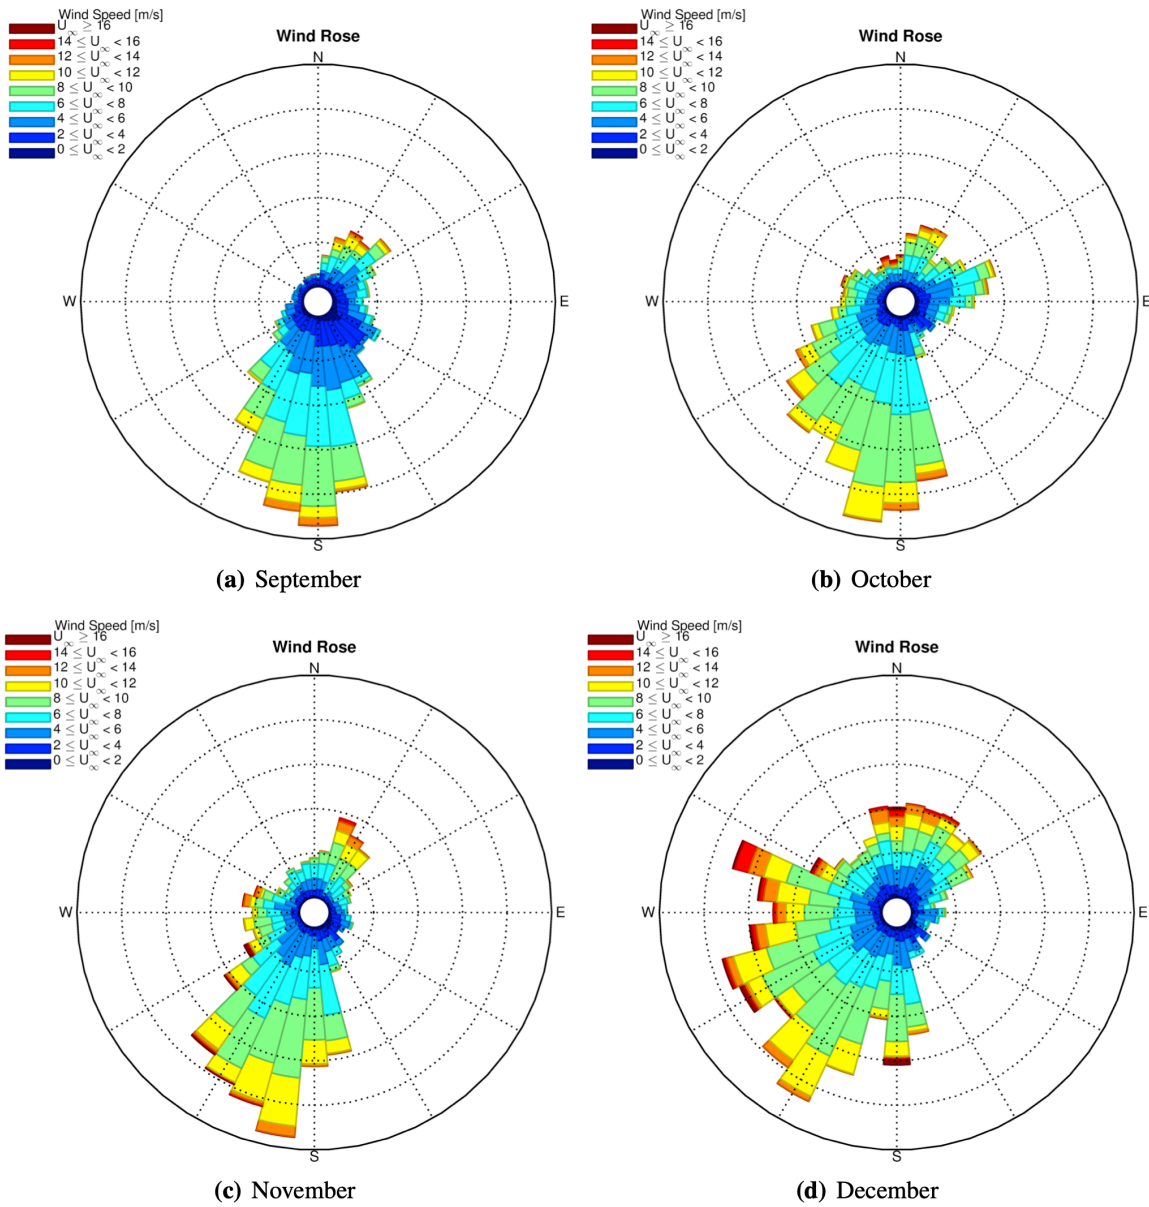 Wind Speed [m/s]
U∞ ≥ 16
14 ≤ U∞ < 16
12 ≤ U∞ < 14
10 ≤ U∞ < 12
8 ≤ U∞ < 10
6 ≤ U∞ < 8
4 ≤ U∞ < 6
2 ≤ U∞ < 4
0 ≤ U∞ < 2
Wind Rose
N
W
E
S
(a) September
Wind Speed [m/s]
U∞ ≥ 16
14 ≤ U∞ < 16
12 ≤ U∞ < 14
10 ≤ U∞ < 12
8 ≤ U∞ < 10
6 ≤ U∞ < 8
4 ≤ U∞ < 6
2 ≤ U∞ < 4
0 ≤ U∞ < 2
Wind Rose
N
W
E
S
(b) October
Wind Speed [m/s]
U∞ ≥ 16
14 ≤ U∞ < 16
12 ≤ U∞ < 14
10 ≤ U∞ < 12
8 ≤ U∞ < 10
6 ≤ U∞ < 8
4 ≤ U∞ < 6
2 ≤ U∞ < 4
0 ≤ U∞ < 2
Wind Rose
N
W
E
S
(c) November
Wind Speed [m/s]
U∞ ≥ 16
14 ≤ U∞ < 16
12 ≤ U∞ < 14
10 ≤ U∞ < 12
8 ≤ U∞ < 10
6 ≤ U∞ < 8
4 ≤ U∞ < 6
2 ≤ U∞ < 4
0 ≤ U∞ < 2
Wind Rose
N
W
E
S
(d) December